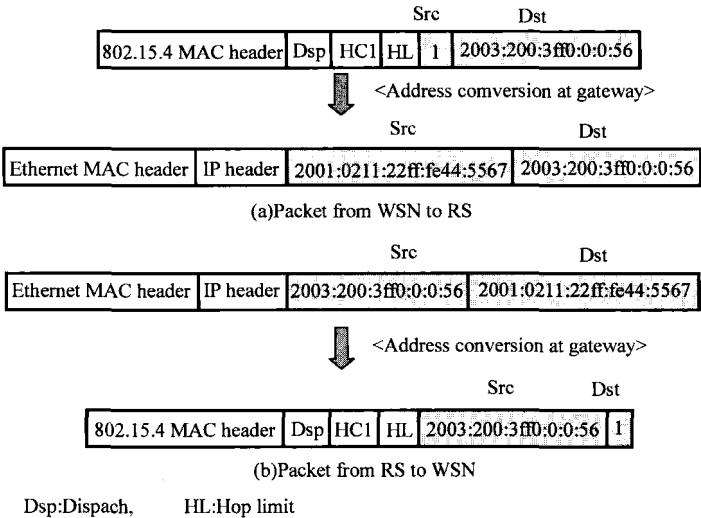 Src Dst
802.15.4 MAC header Dsp HC1 HL 1 2003:200:3ff0:0:0:56
<Address comversion at gateway>
Src Dst
Ethernet MAC header IP header 2001:0211:22ff:fe44:5567 2003:200:3ff0:0:0:56
(a)Packet from WSN to RS
Src Dst
Ethernet MAC header IP header 2003:200:3ff0:0:0:56 2001:0211:22ff:fe44:5567
<Address conversion at gateway>
Src Dst
802.15.4 MAC header Dsp HC1 HL 2003:200:3ff0:0:0:56 1
(b)Packet from RS to WSN
Dsp:Dispach, HL:Hop limit